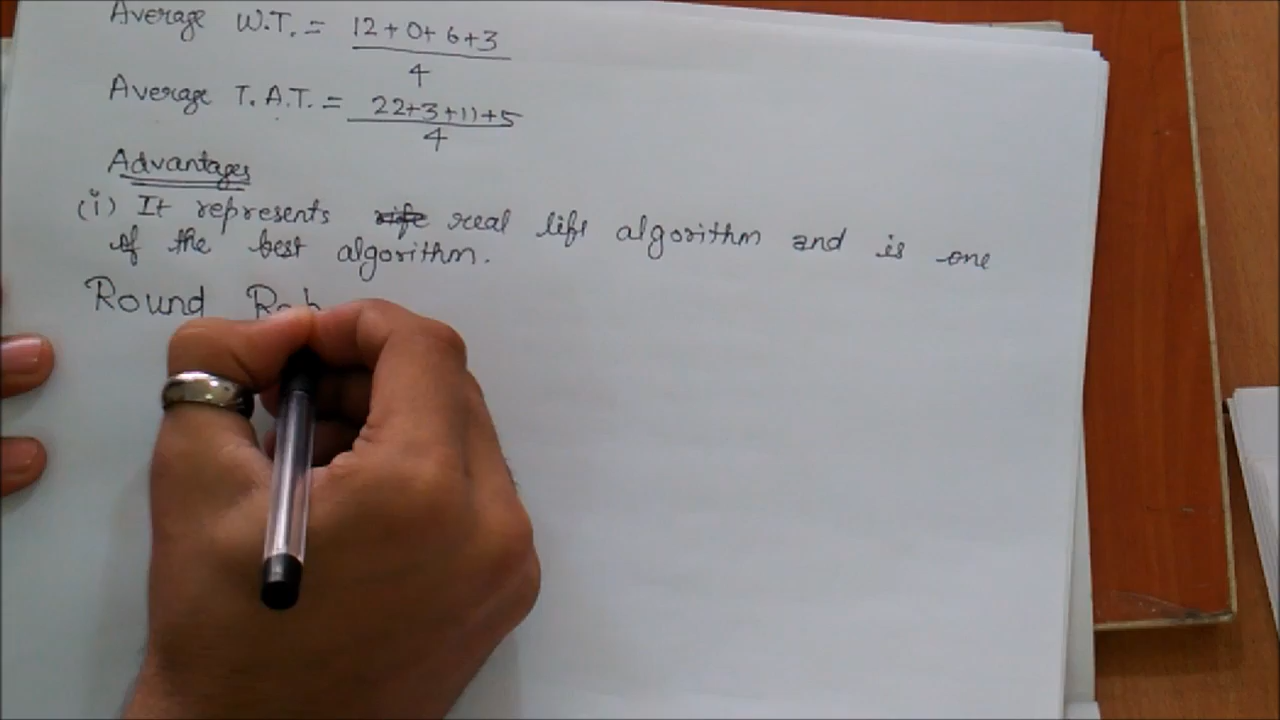 Average W.T. = 12+0+6+3
4
Average T.A.T. = 22+3+11+5
4
Advantages
(i) It represents real life algorithm and is one
of the best algorithm.
Round Rob